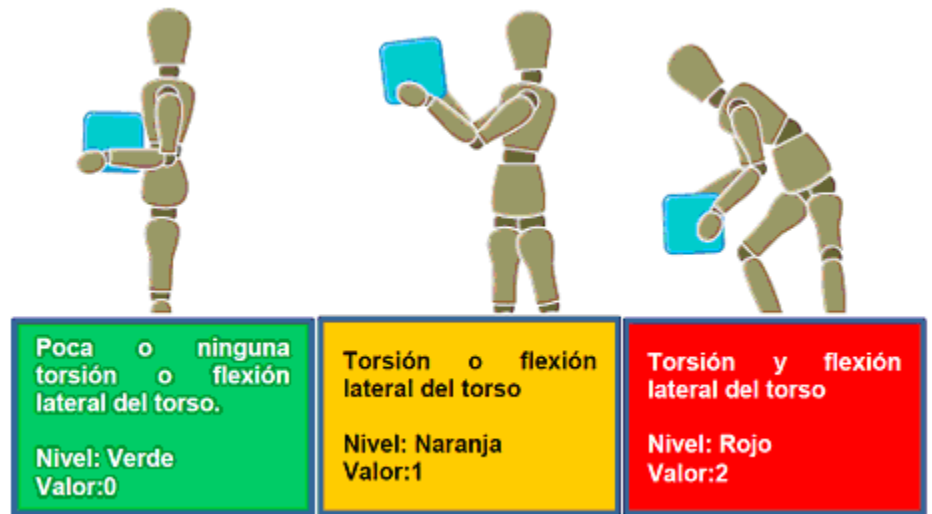 Poca o ninguna
torsión o flexión
lateral del torso.
Nivel: Verde
Valor:0
Torsión o flexión
lateral del torso
Nivel: Naranja
Valor:1
Torsión y flexión
lateral del torso
Nivel: Rojo
Valor:2